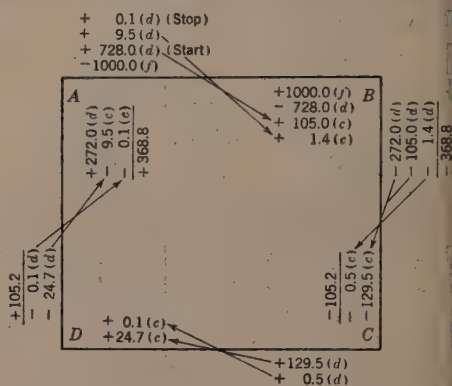 + 0.1 (d) (Stop)
+ 9.5 (d)
+ 728.0 (d) (Start)
−1000.0 (f)
A
B
+1000.0 (f)
− 728.0 (d)
+ 105.0 (c)
+ 1.4 (c)
+272.0 (d)
− 9.5 (c)
− 0.1 (c)
+368.8
−272.0 (d)
−105.0 (d)
− 1.4 (d)
−368.8
+105.2
− 0.1 (d)
− 24.7 (d)
−105.2
− 0.5 (c)
−129.5 (c)
D
+ 0.1 (c)
+24.7 (c)
C
+129.5 (d)
+ 0.5 (d)